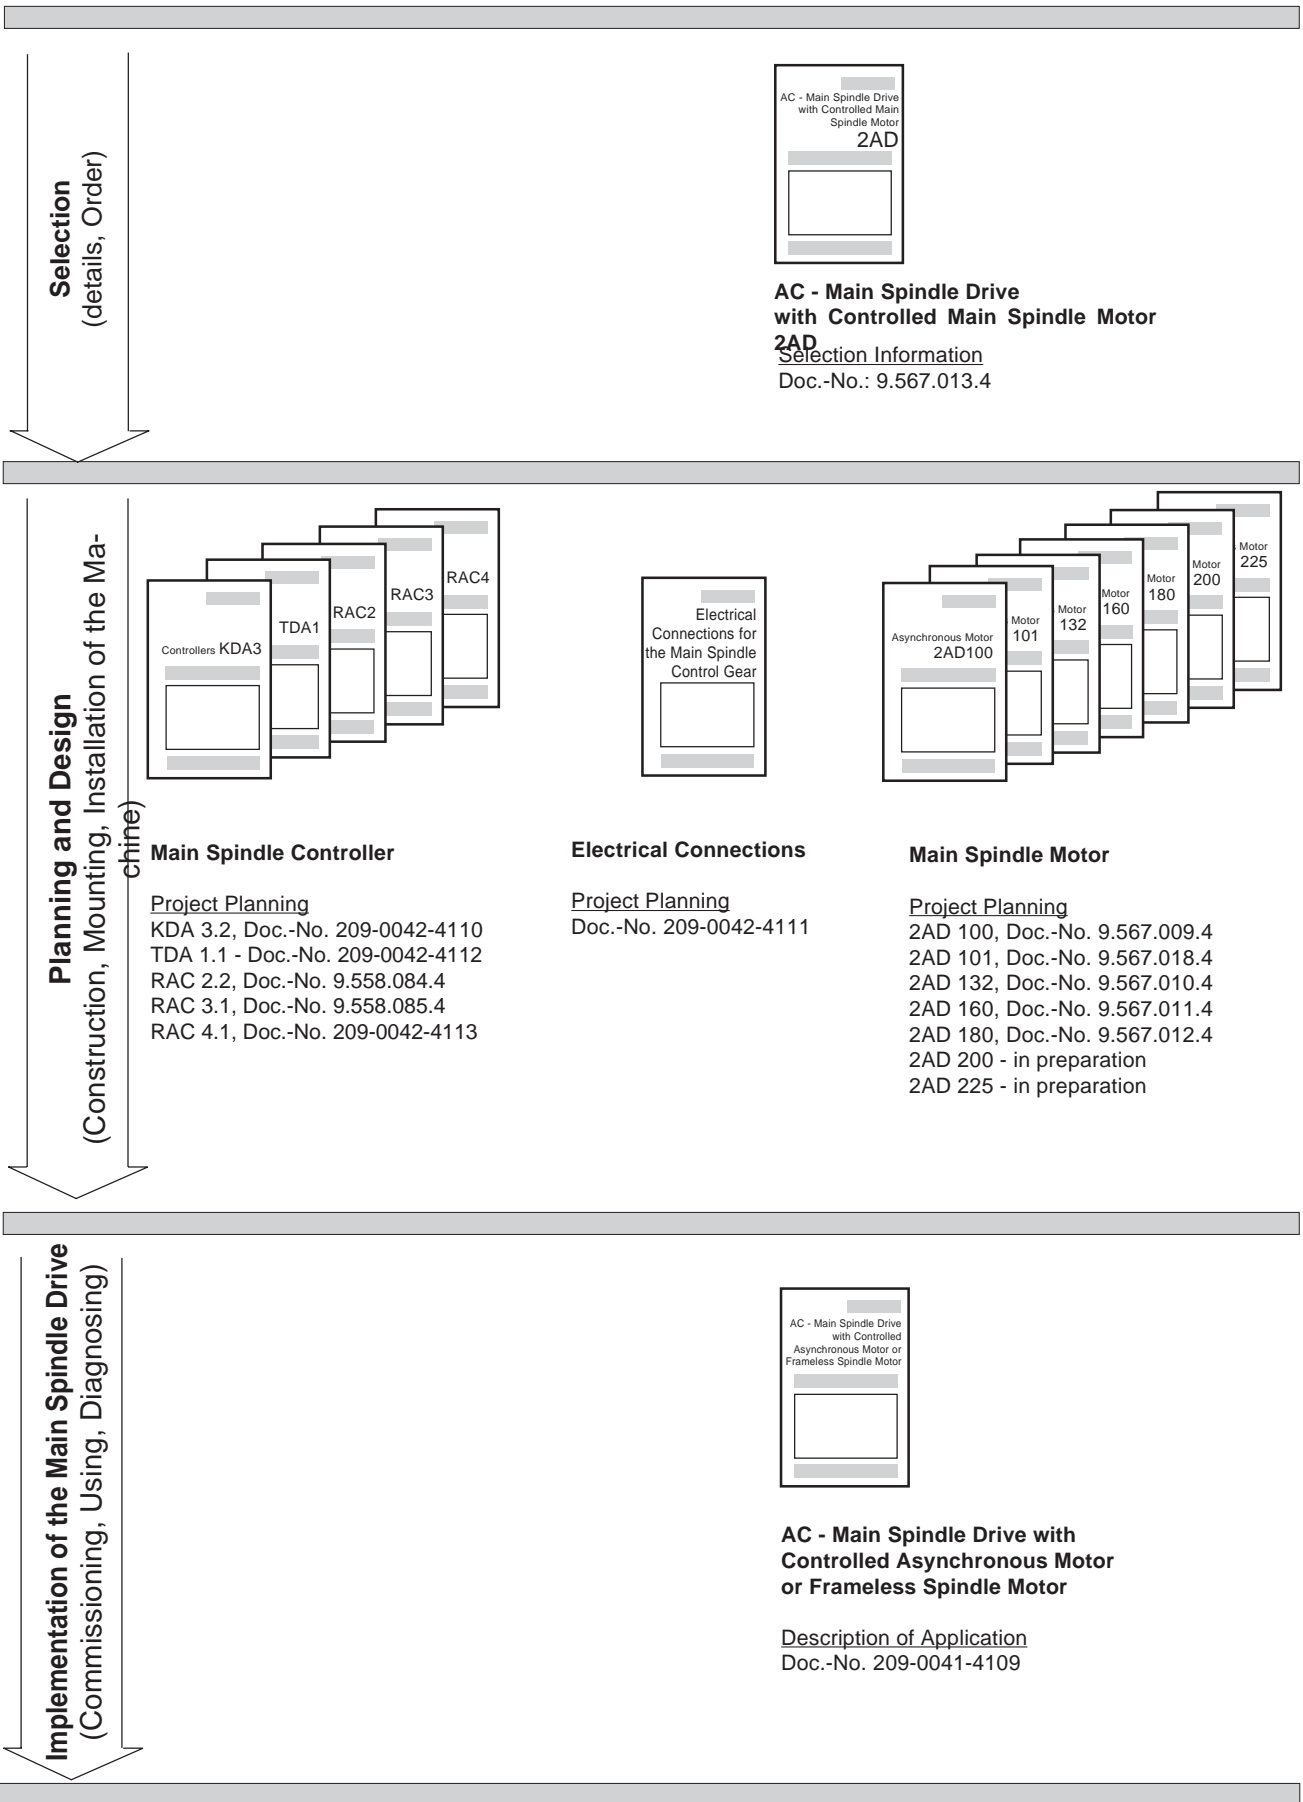 Selection
(details, Order)
AC - Main Spindle Drive
with Controlled Main
Spindle Motor
2AD
AC - Main Spindle Drive
with Controlled Main Spindle Motor
2AD
Selection Information
Doc.-No.: 9.567.013.4
Planning and Design
(Construction, Mounting, Installation of the Ma-
chine)
Controllers KDA3
TDA1
RAC2
RAC3
RAC4
Main Spindle Controller
Project Planning
KDA 3.2, Doc.-No. 209-0042-4110
TDA 1.1 - Doc.-No. 209-0042-4112
RAC 2.2, Doc.-No. 9.558.084.4
RAC 3.1, Doc.-No. 9.558.085.4
RAC 4.1, Doc.-No. 209-0042-4113
Electrical
Connections for
the Main Spindle
Control Gear
Electrical Connections
Project Planning
Doc.-No. 209-0042-4111
Asynchronous Motor
2AD100
s Motor
101
s Motor
132
Motor
160
Motor
180
Motor
200
s Motor
225
Main Spindle Motor
Project Planning
2AD 100, Doc.-No. 9.567.009.4
2AD 101, Doc.-No. 9.567.018.4
2AD 132, Doc.-No. 9.567.010.4
2AD 160, Doc.-No. 9.567.011.4
2AD 180, Doc.-No. 9.567.012.4
2AD 200 - in preparation
2AD 225 - in preparation
Implementation of the Main Spindle Drive
(Commissioning, Using, Diagnosing)
AC - Main Spindle Drive
with Controlled
Asynchronous Motor or
Frameless Spindle Motor
AC - Main Spindle Drive with
Controlled Asynchronous Motor
or Frameless Spindle Motor
Description of Application
Doc.-No. 209-0041-4109